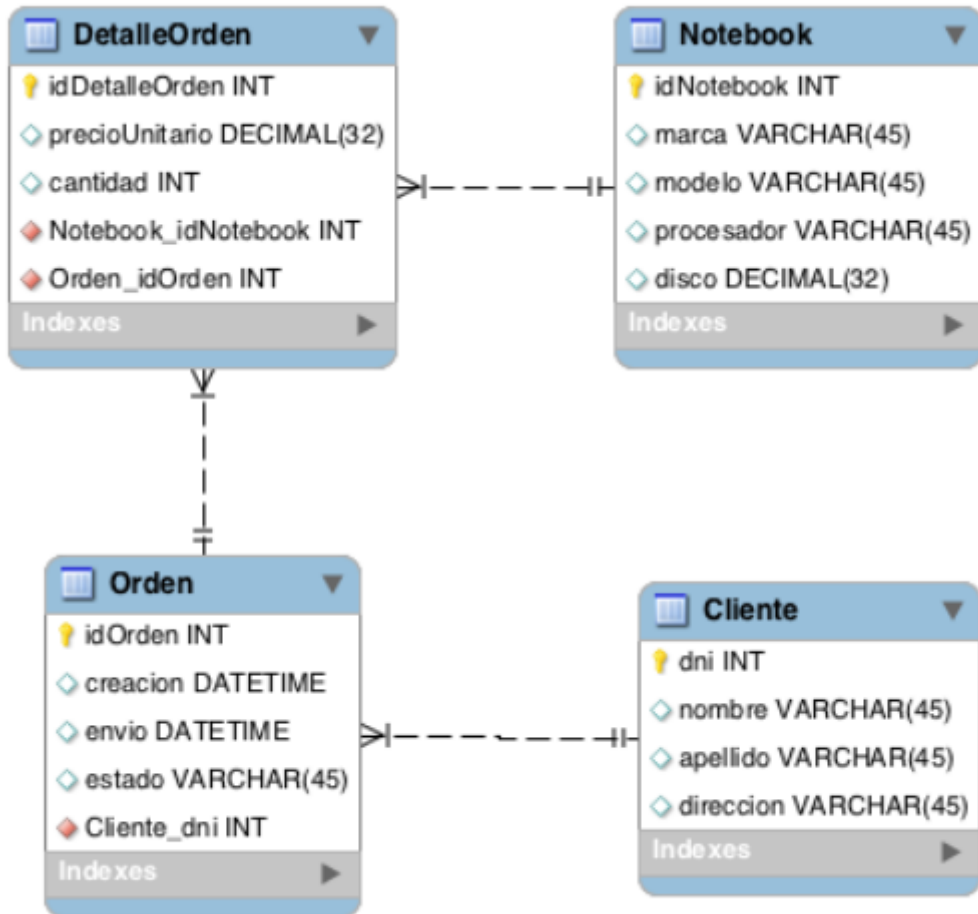 DetalleOrden
idDetalleOrden INT
precioUnitario DECIMAL(32)
cantidad INT
Notebook_idNotebook INT
Orden_idOrden INT
Indexes
Notebook
idNotebook INT
marca VARCHAR(45)
modelo VARCHAR(45)
procesador VARCHAR(45)
disco DECIMAL(32)
Indexes
Orden
idOrden INT
creacion DATETIME
envio DATETIME
estado VARCHAR(45)
Cliente_dni INT
Indexes
Cliente
dni INT
nombre VARCHAR(45)
apellido VARCHAR(45)
direccion VARCHAR(45)
Indexes